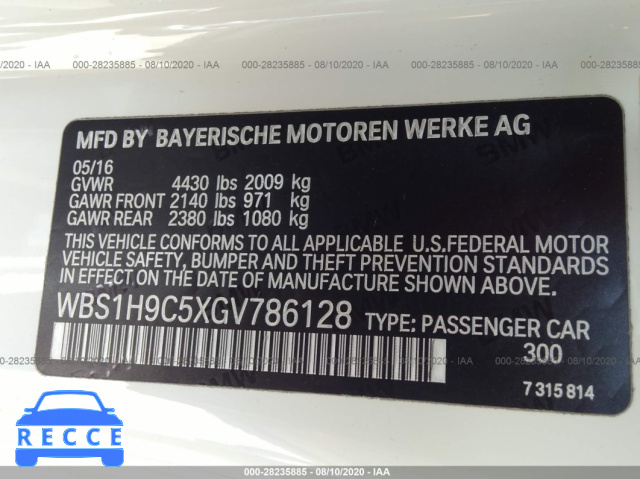 000-28235885 - 08/10/2020 - IAA
MFD BY BAYERISCHE MOTOREN WERKE AG
05/16
GVWR 4430 lbs 2009 kg
GAWR FRONT 2140 lbs 971 kg
GAWR REAR 2380 lbs 1080 kg
THIS VEHICLE CONFORMS TO ALL APPLICABLE U.S.FEDERAL MOTOR
VEHICLE SAFETY, BUMPER AND THEFT PREVENTION STANDARDS
IN EFFECT ON THE DATE OF MANUFACTURE SHOWN ABOVE.
WBS1H9C5XGV786128 TYPE: PASSENGER CAR
300
7 315 814
RECCE
000-28235885 - 08/10/2020 - IAA